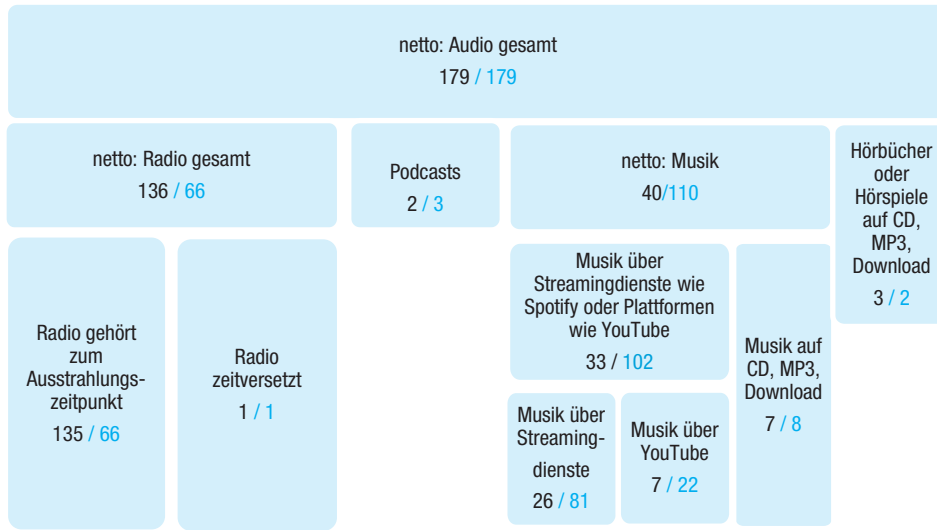 netto: Audio gesamt
179 / 179
netto: Radio gesamt
136 / 66
Podcasts
2 / 3
netto: Musik
40/110
Hörbücher
oder
Hörspiele
auf CD,
MP3,
Download
3 / 2
Radio gehört
zum
Ausstrahlungs-
zeitpunkt
135 / 66
Radio
zeitversetzt
1 / 1
Musik über
Streamingdienste wie
Spotify oder Plattformen
wie YouTube
33 / 102
Musik über
Streaming-
dienste
26 / 81
Musik über
YouTube
7 / 22
Musik auf
CD, MP3,
Download
7 / 8